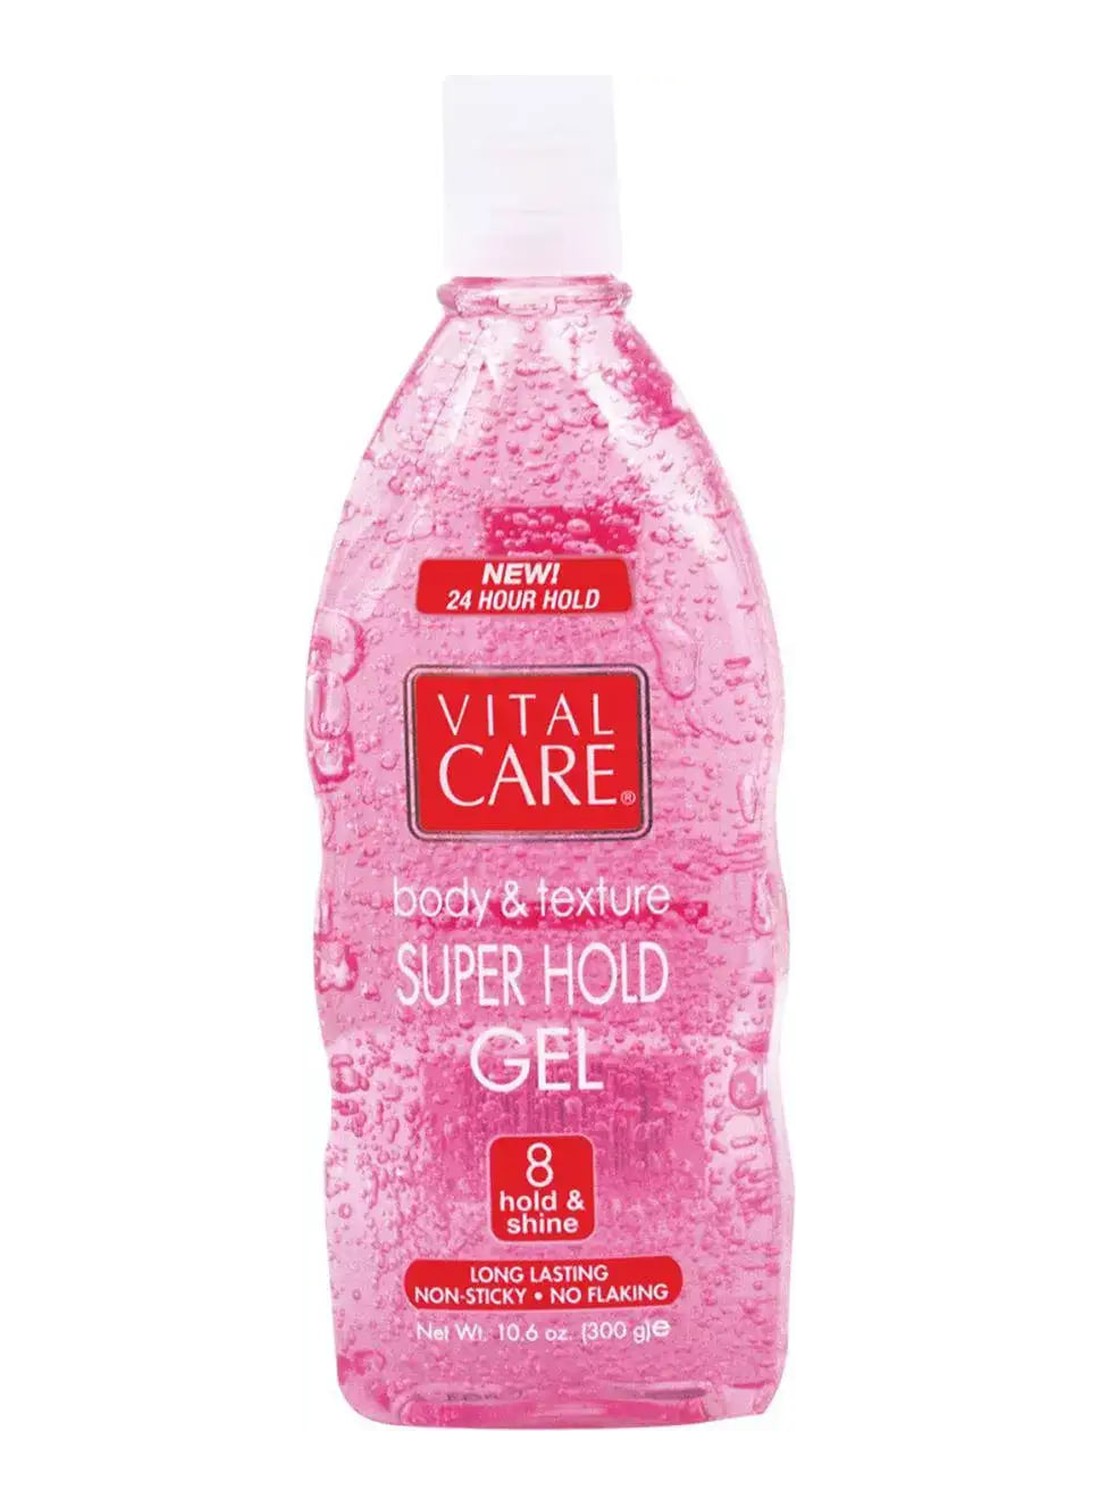 NEW!
24 HOUR HOLD
VITAL
CARE®
body & texture
SUPER HOLD
GEL
8
hold &
shine
LONG LASTING
NON-STICKY • NO FLAKING
Net Wt. 10.6 oz. (300 g)e